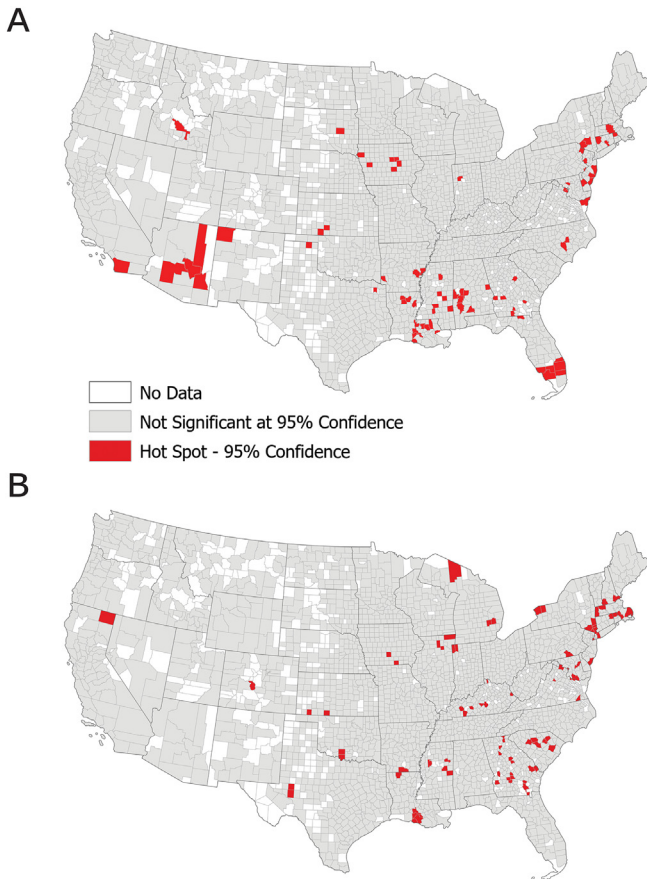 A
No Data
Not Significant at 95% Confidence
Hot Spot - 95% Confidence
B